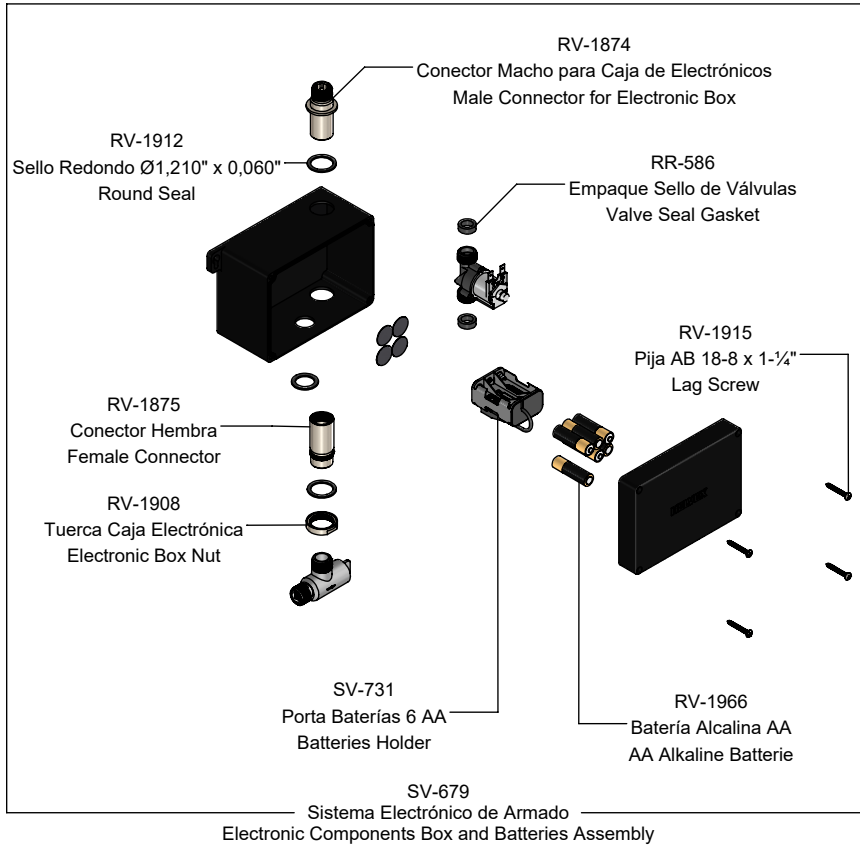 RV-1874
Conector Macho para Caja de Electrónicos
Male Connector for Electronic Box
RV-1912
Sello Redondo Ø1,210" x 0,060"
Round Seal
RR-586
Empaque Sello de Válvulas
Valve Seal Gasket
RV-1915
Pija AB 18-8 x 1-¼"
Lag Screw
RV-1875
Conector Hembra
Female Connector
RV-1908
Tuerca Caja Electrónica
Electronic Box Nut
SV-731
Porta Baterías 6 AA
Batteries Holder
RV-1966
Batería Alcalina AA
AA Alkaline Batterie
SV-679
Sistema Electrónico de Armado
Electronic Components Box and Batteries Assembly